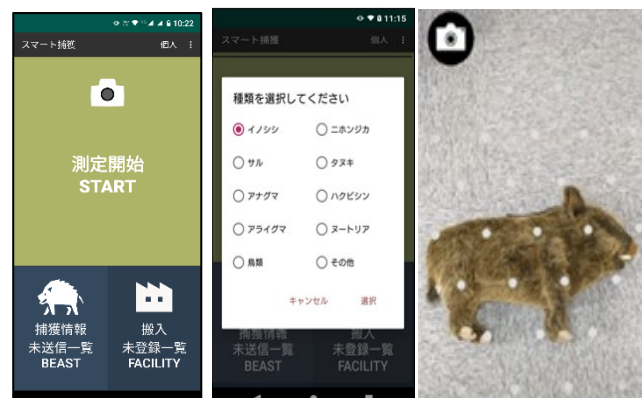 10:22
スマート捕獲
個人
測定開始
START
捕獲情報
未送信一覧
BEAST
搬入
未登録一覧
FACILITY
11:15
スマート捕獲
個人
種類を選択してください
イノシシ
ニホンジカ
サル
タヌキ
アナグマ
ハクビシン
アライグマ
ヌートリア
鳥類
その他
キャンセル
選択
捕獲情報
未送信一覧
BEAST
搬入
未登録一覧
FACILITY